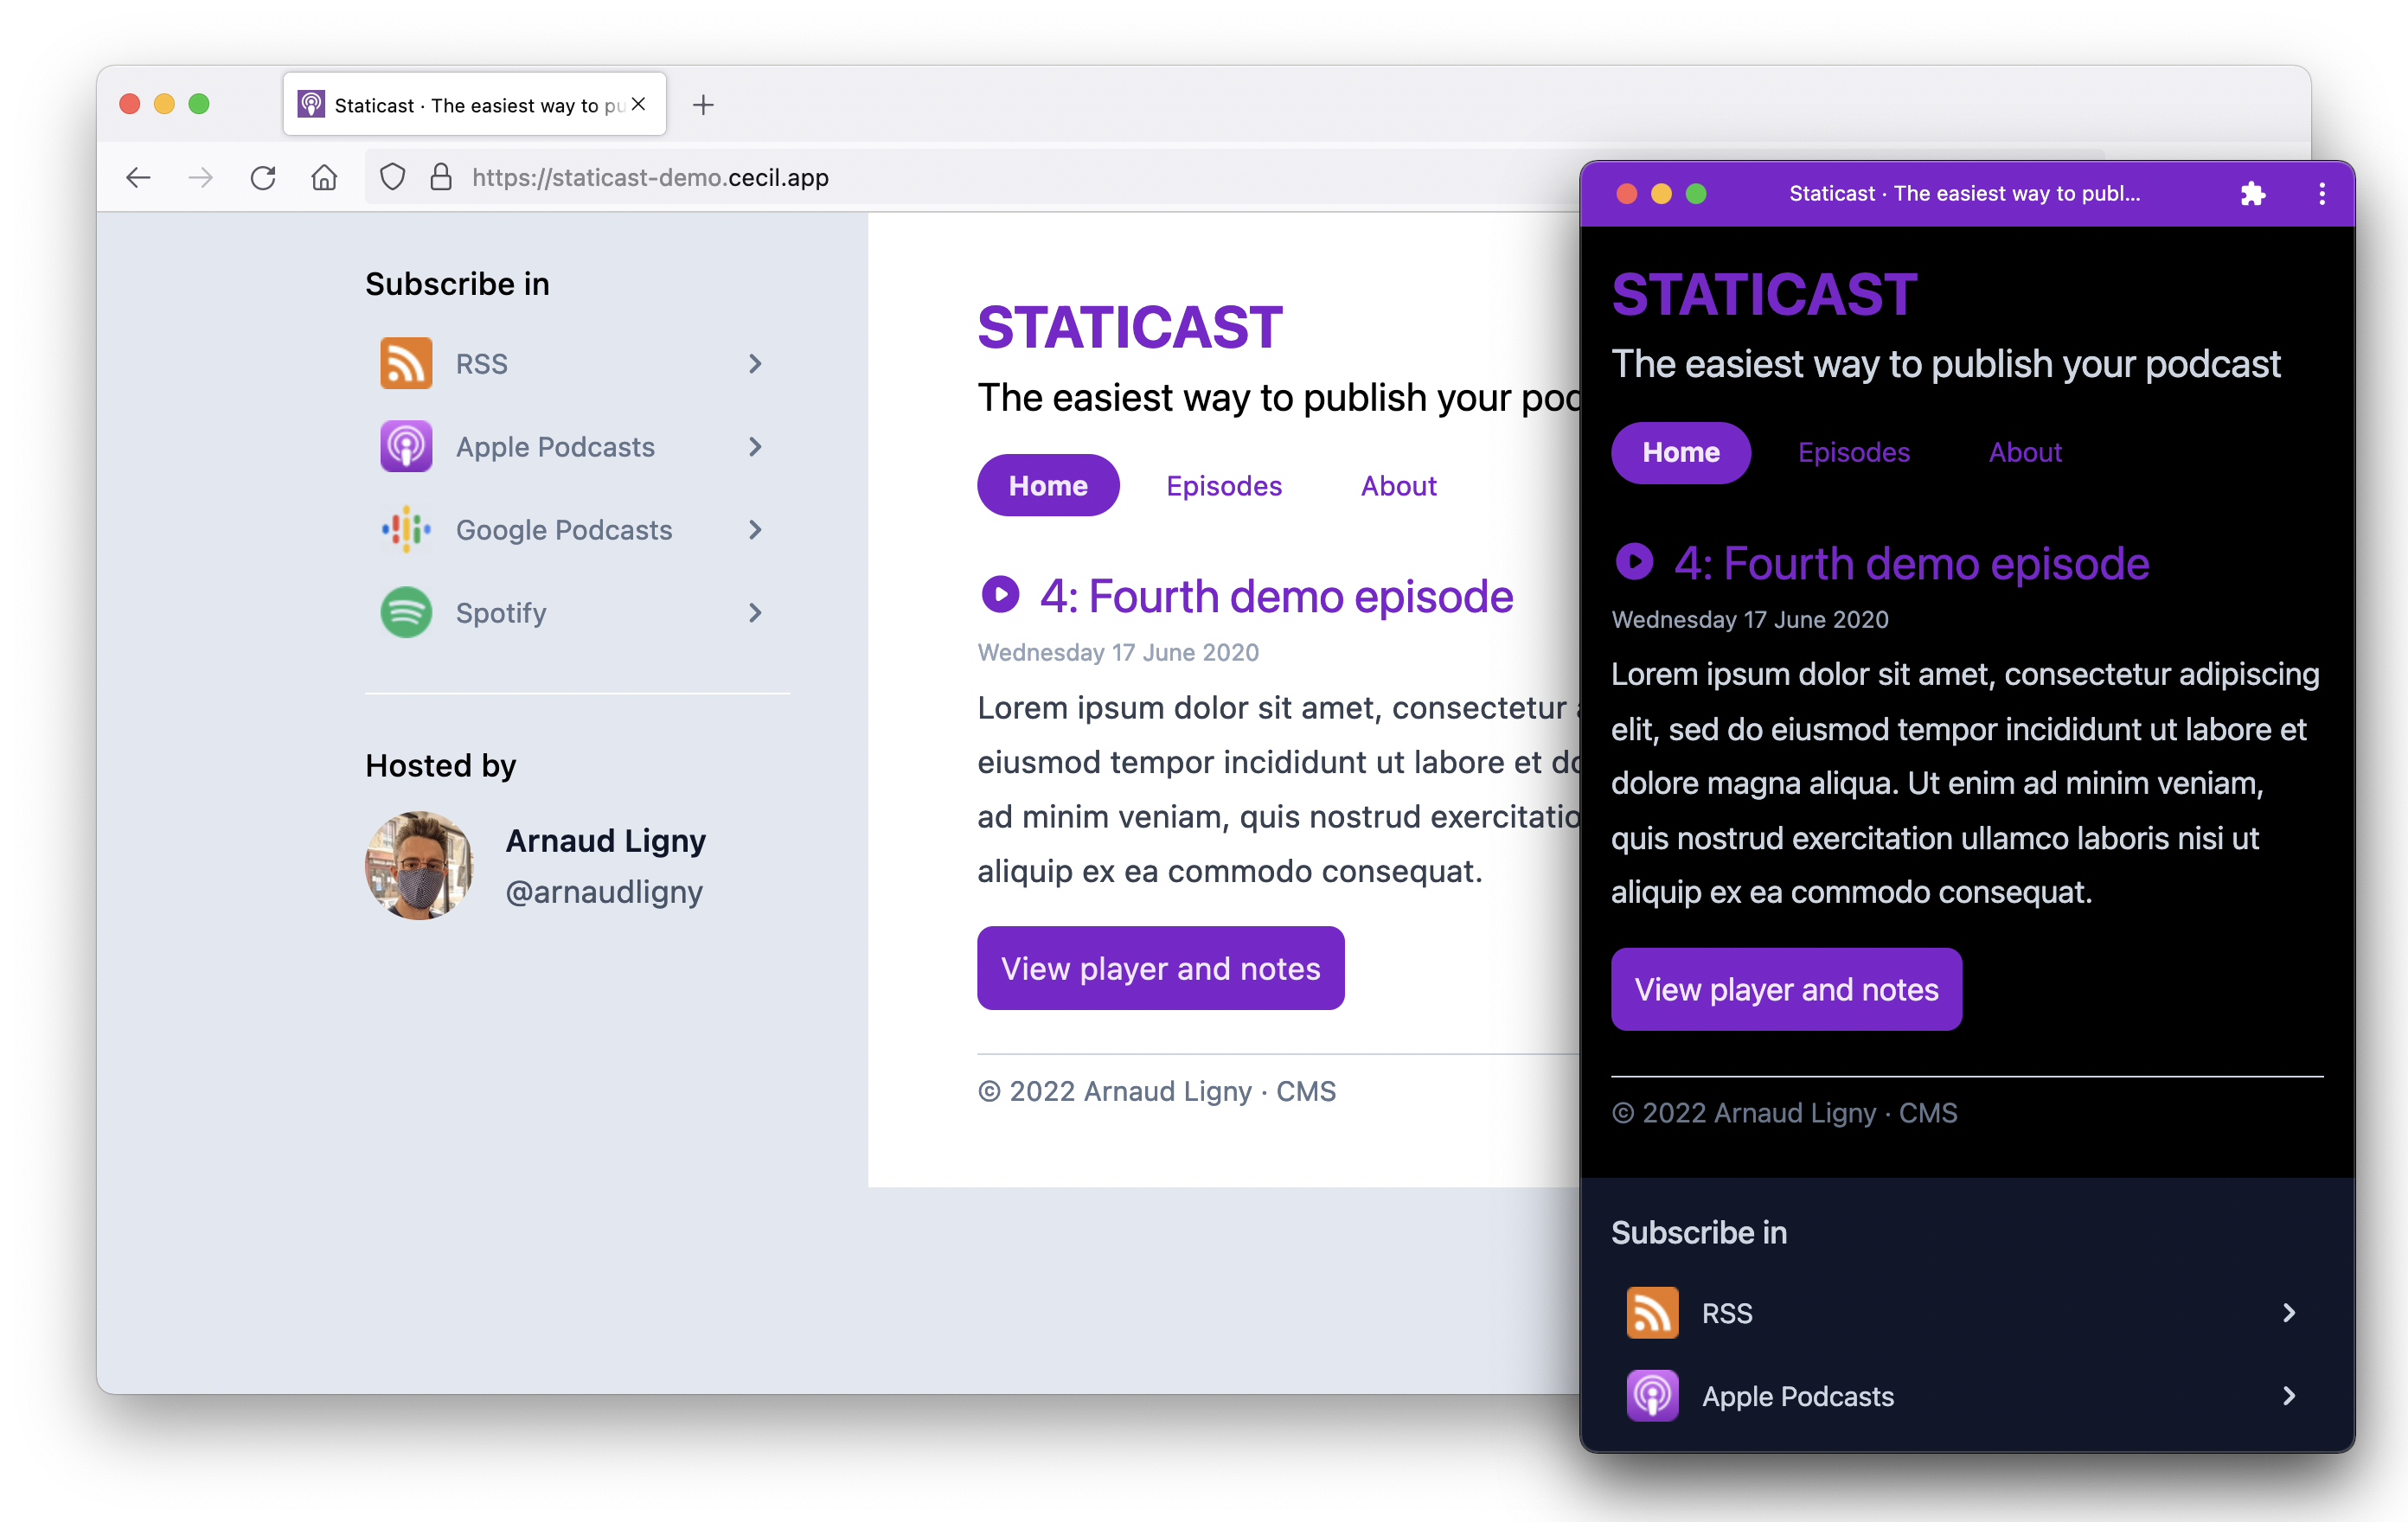 Staticast · The easiest way to pu
https://staticast-demo.cecil.app
Subscribe in
RSS
Apple Podcasts
Google Podcasts
Spotify
Hosted by
Arnaud Ligny
@arnaudligny
STATICAST
The easiest way to publish your
Home
Episodes
About
4: Fourth demo episode
Wednesday 17 June 2020
Lorem ipsum dolor sit amet, consectetur
eiusmod tempor incididunt ut labore et
ad minim veniam, quis nostrud
aliquip ex ea commodo consequat.
View player and notes
© 2022 Arnaud Ligny · CMS
Staticast · The easiest way to publ...
STATICAST
The easiest way to publish your podcast
Home
Episodes
About
4: Fourth demo episode
Wednesday 17 June 2020
Lorem ipsum dolor sit amet, consectetur adipiscing
elit, sed do eiusmod tempor incididunt ut labore et
dolore magna aliqua. Ut enim ad minim veniam,
quis nostrud exercitation ullamco laboris nisi ut
aliquip ex ea commodo consequat.
View player and notes
© 2022 Arnaud Ligny · CMS
Subscribe in
RSS
Apple Podcasts